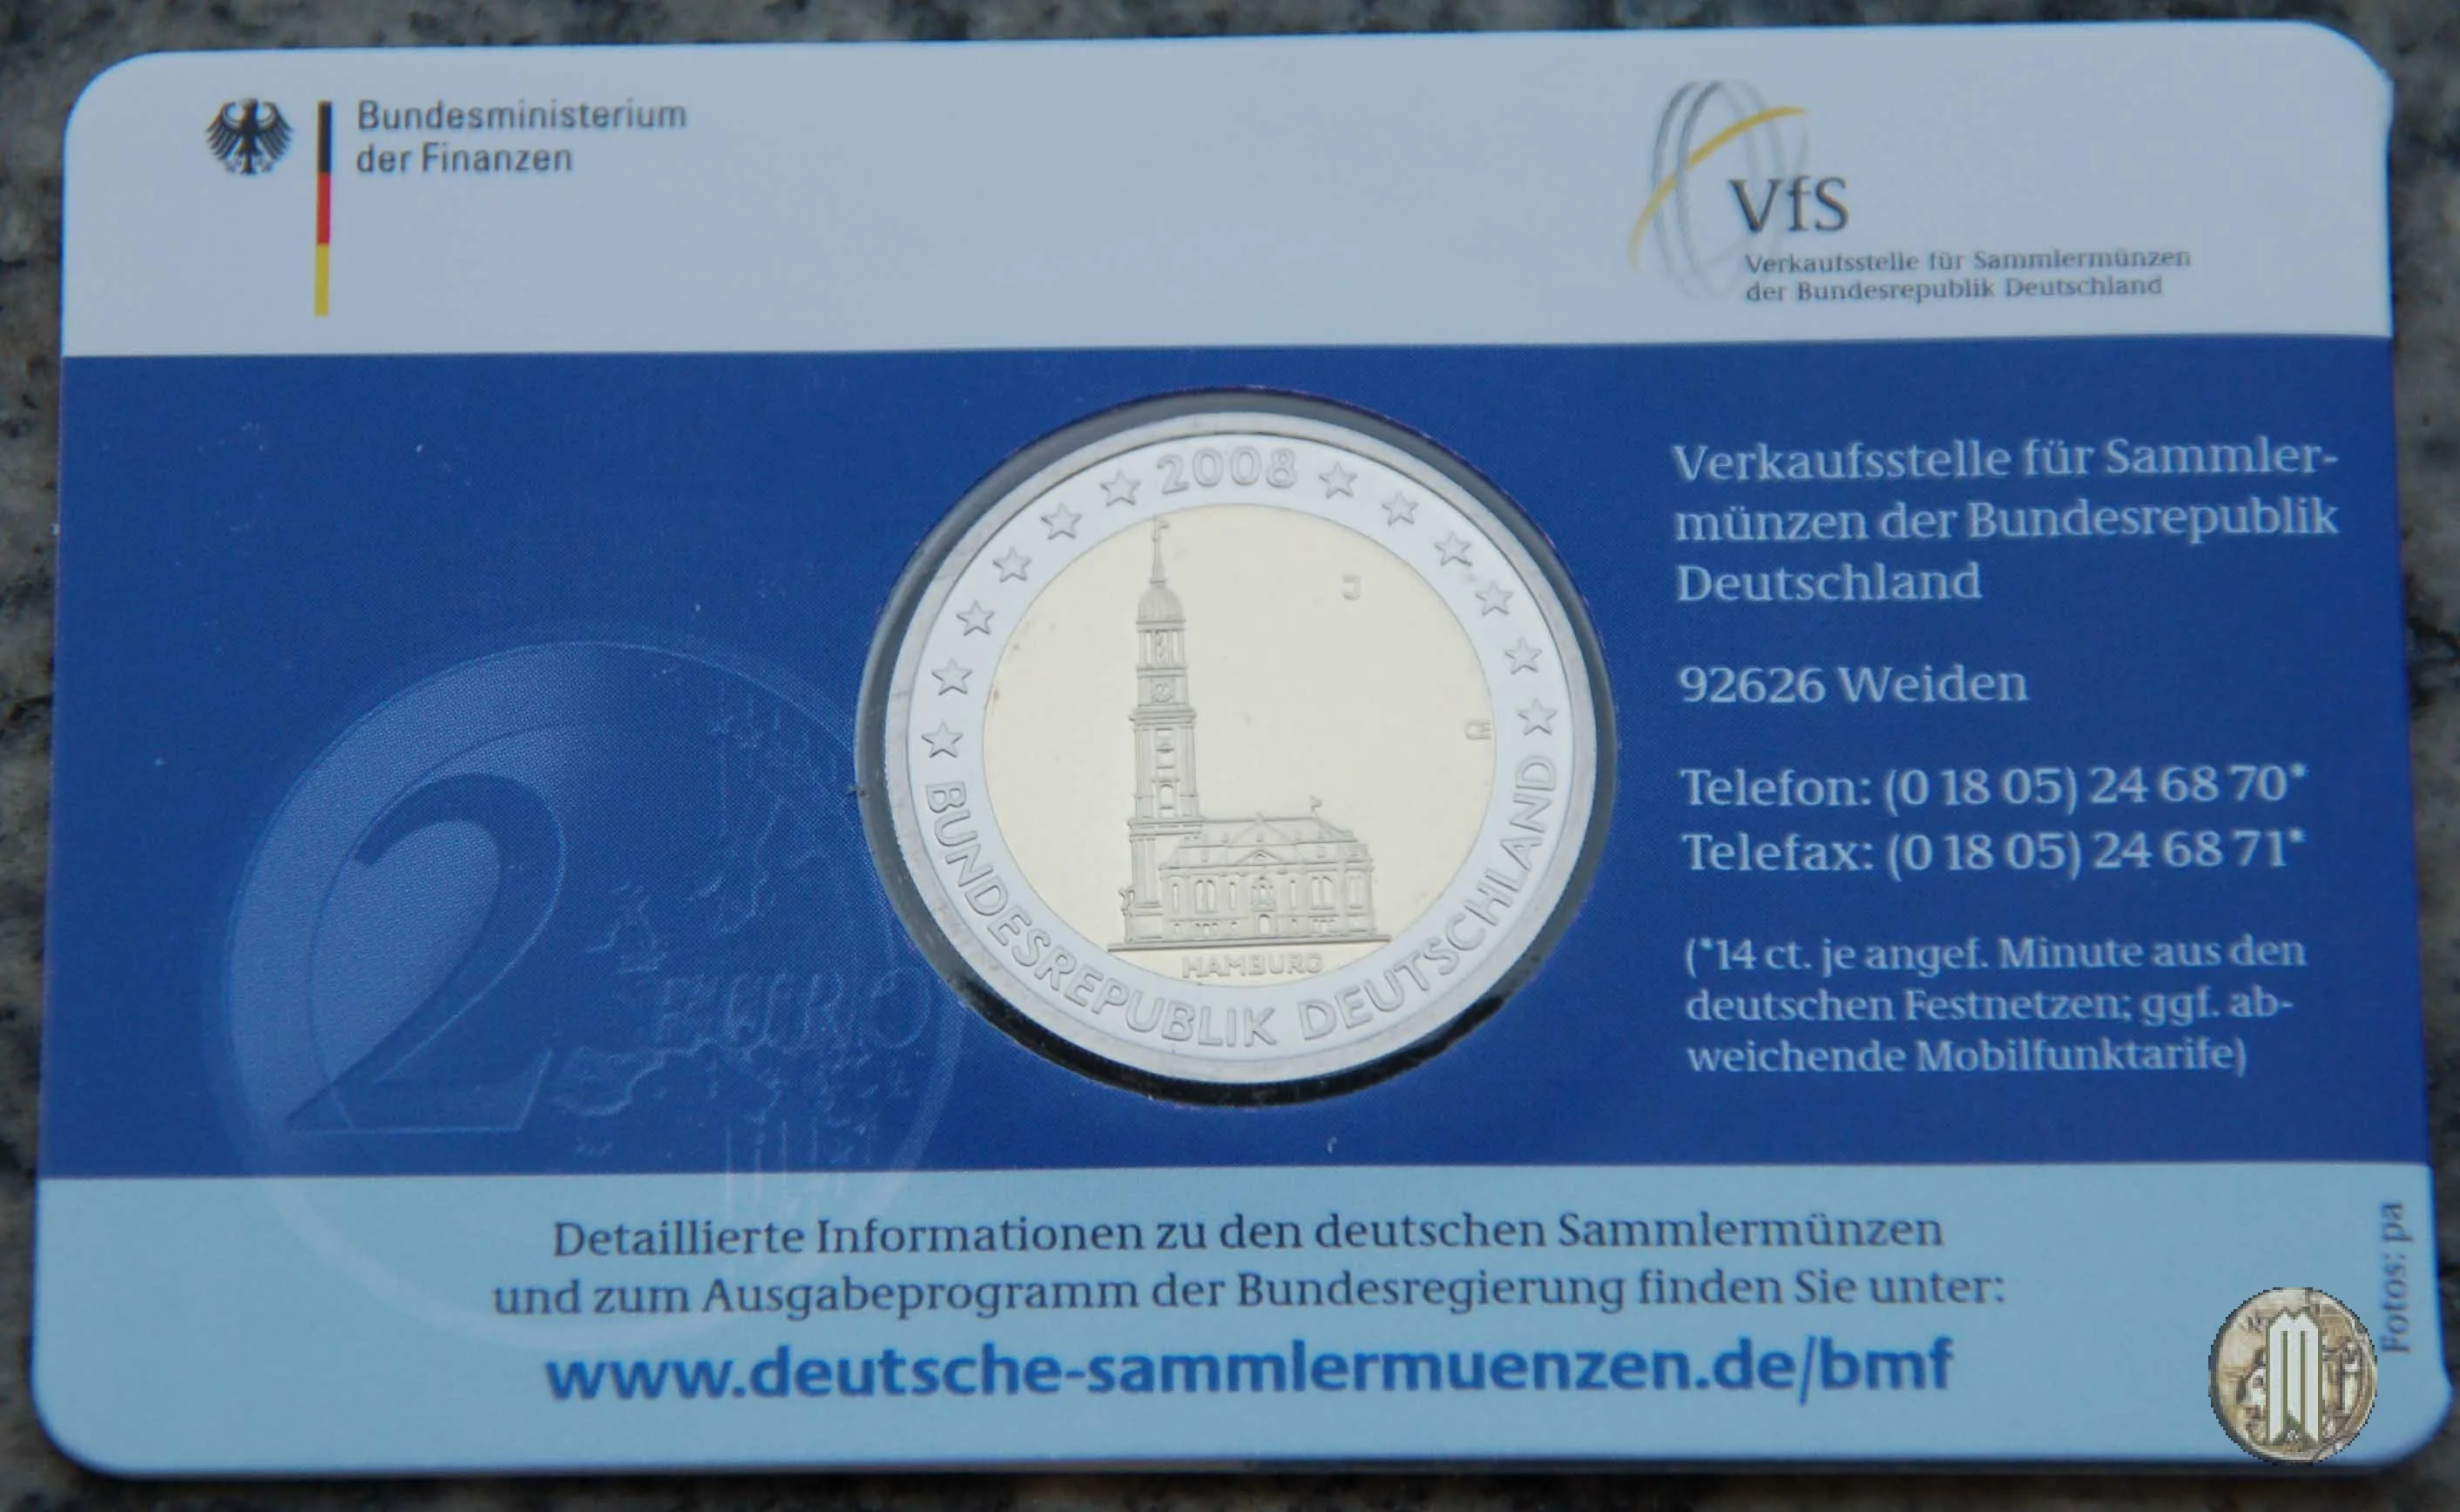 Bundesministerium
der Finanzen
VfS
Verkaufsstelle für Sammlermünzen
der Bundesrepublik Deutschland
2008
J
BUNDESREPUBLIK DEUTSCHLAND
HAMBURG
2
EURO
Verkaufsstelle für Sammler-
münzen der Bundesrepublik
Deutschland
92626 Weiden
Telefon: (0 18 05) 24 68 70*
Telefax: (0 18 05) 24 68 71*
(*14 ct. je angef. Minute aus den
deutschen Festnetzen; ggf. ab-
weichende Mobilfunktarife)
Detaillierte Informationen zu den deutschen Sammlermünzen
und zum Ausgabeprogramm der Bundesregierung finden Sie unter:
www.deutsche-sammlermuenzen.de/bmf
Fotos: pa
M